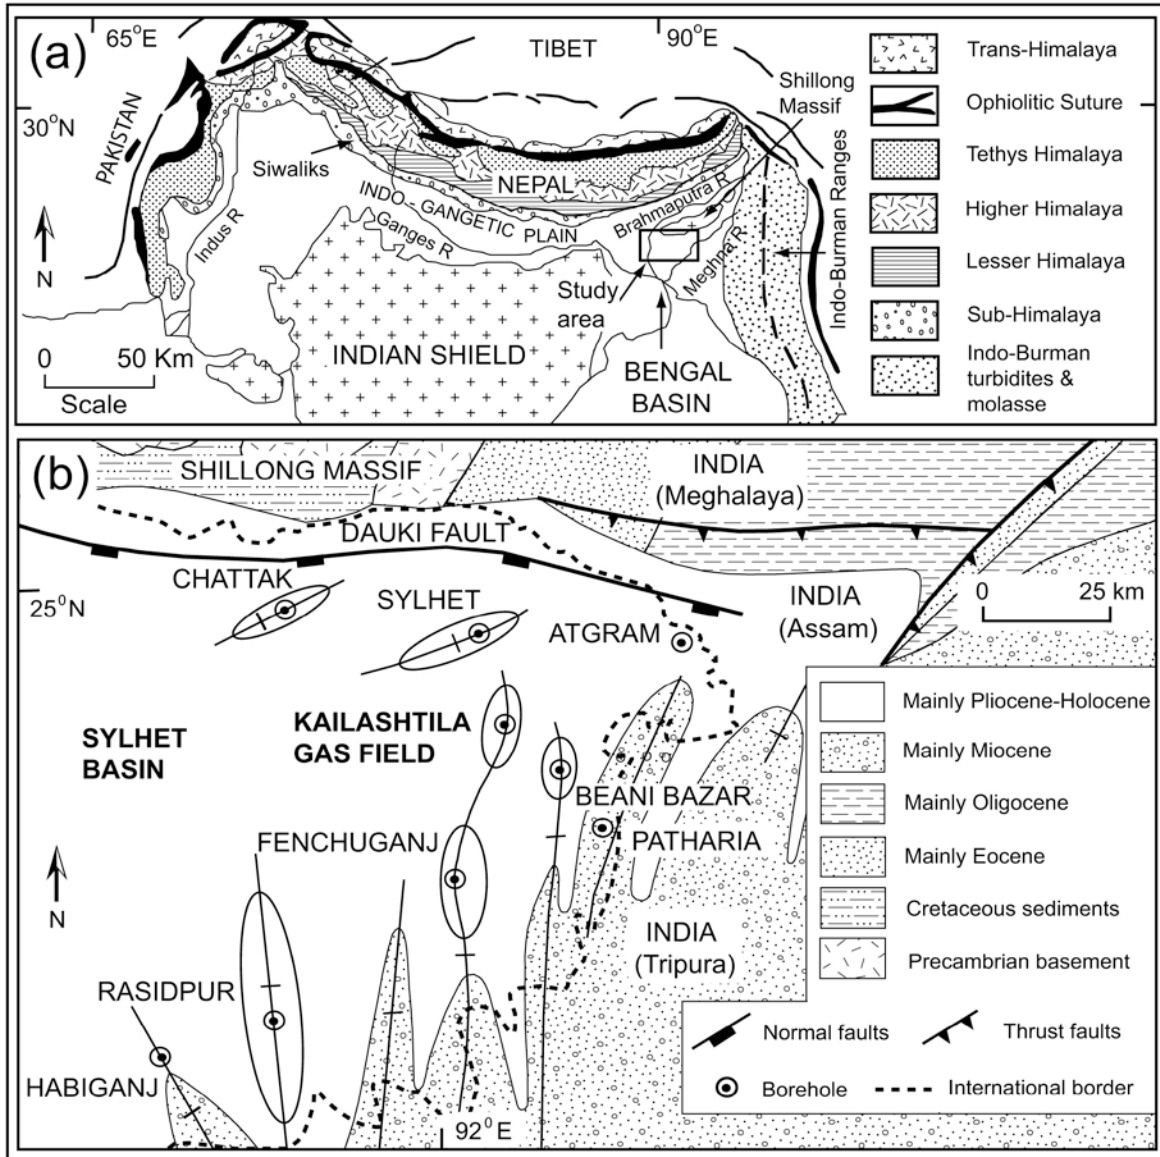 (a)
65°E
90°E
TIBET
Shillong
Massif
30°N
PAKISTAN
Siwaliks
NEPAL
INDO - GANGETIC PLAIN
Indus R
Ganges R
Brahmaputra R
Meghna R
Indo-Burman Ranges
N
Study
area
0 50 Km
Scale
INDIAN SHIELD
BENGAL
BASIN
Trans-Himalaya
Ophiolitic Suture
Tethys Himalaya
Higher Himalaya
Lesser Himalaya
Sub-Himalaya
Indo-Burman
turbidites &
molasse
(b)
SHILLONG MASSIF
INDIA
(Meghalaya)
DAUKI FAULT
CHATTAK
25°N
SYLHET
ATGRAM
INDIA
(Assam)
0 25 km
SYLHET
BASIN
KAILASHTILA
GAS FIELD
BEANI BAZAR
FENCHUGANJ
PATHARIA
N
INDIA
(Tripura)
RASIDPUR
HABIGANJ
92°E
Mainly Pliocene-Holocene
Mainly Miocene
Mainly Oligocene
Mainly Eocene
Cretaceous sediments
Precambrian basement
Normal faults
Thrust faults
Borehole
International border